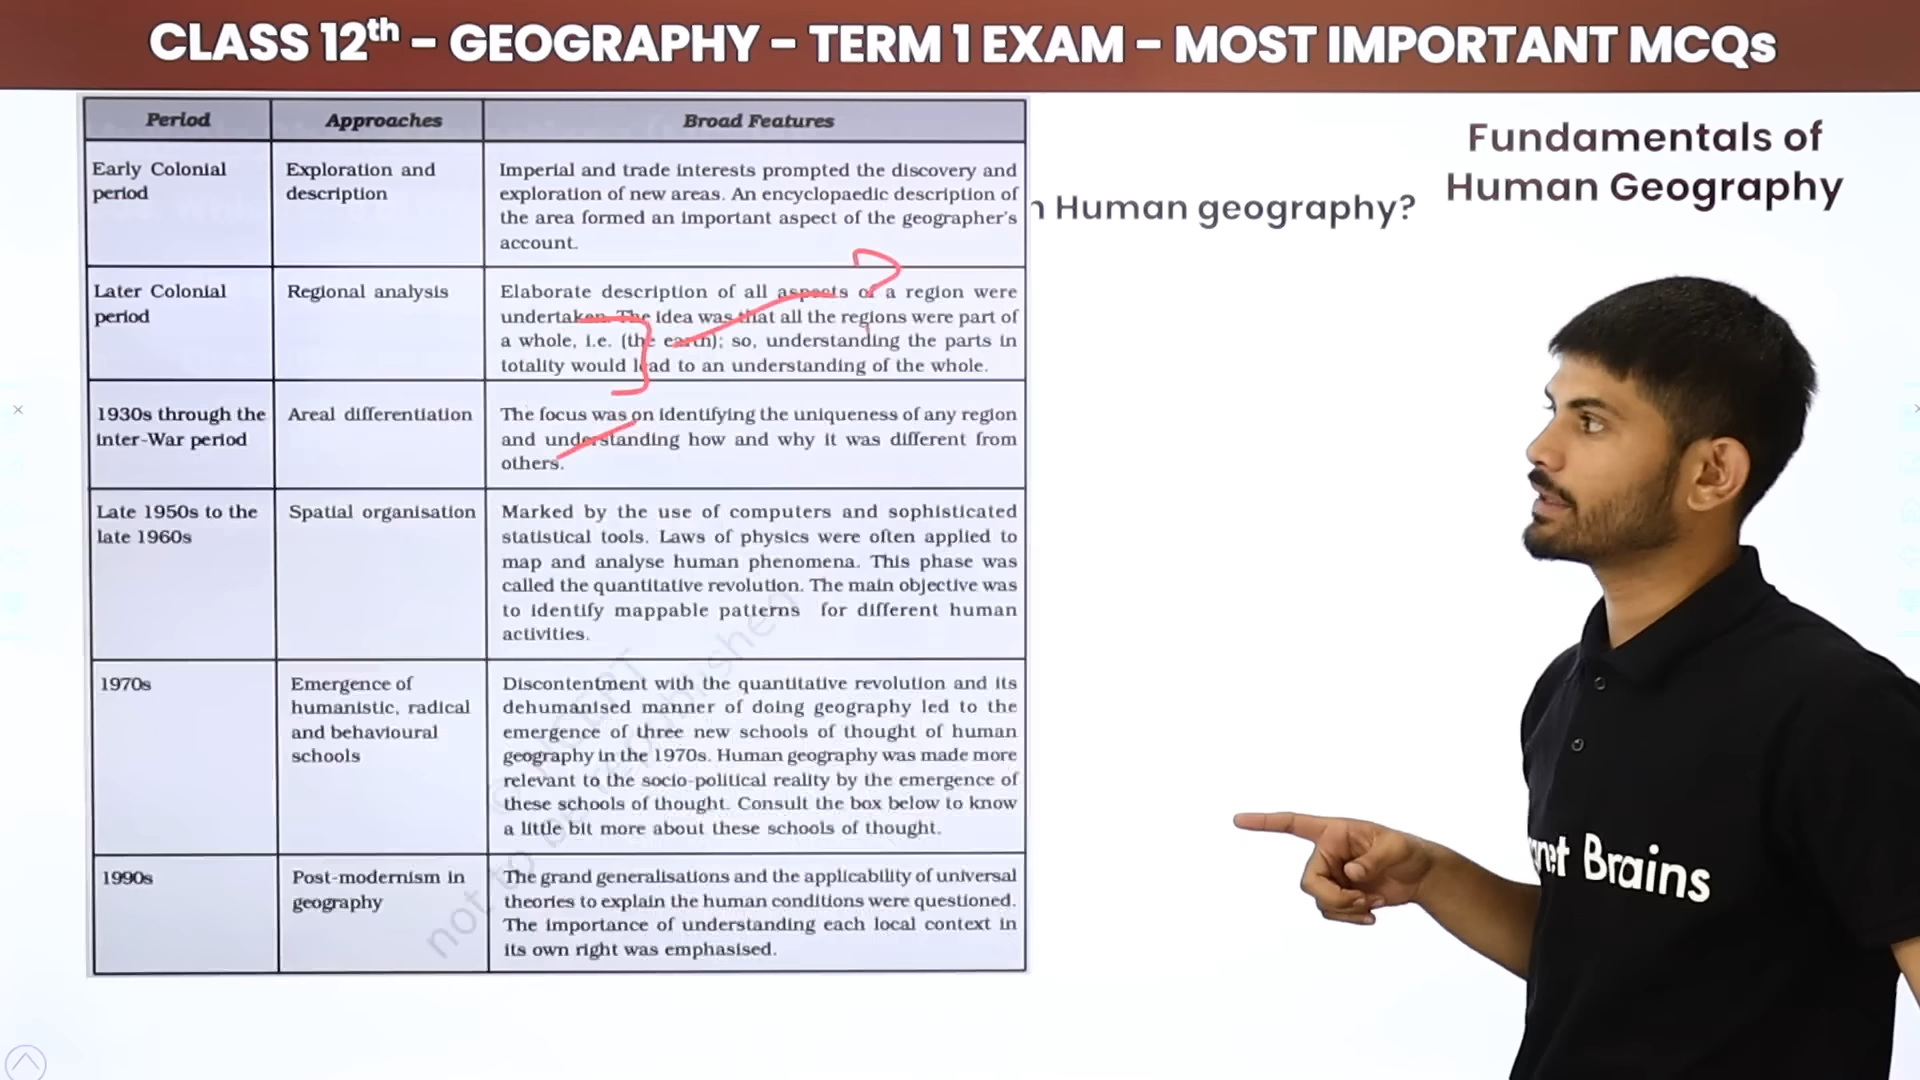 CLASS 12th – GEOGRAPHY – TERM 1 EXAM – MOST IMPORTANT MCQs
Fundamentals of
Human Geography
Human geography?
Period Approaches Broad Features
Early Colonial
period
Exploration and
description
Imperial and trade interests prompted the discovery and
exploration of new areas. An encyclopaedic description of
the area formed an important aspect of the geographer's
account.
Later Colonial
period
Regional analysis
Elaborate description of all aspects of a region were
undertaken. The idea was that all the regions were part of
a whole, i.e. (the earth); so, understanding the parts in
totality would lead to an understanding of the whole.
1930s through the
inter-War period
Areal differentiation
The focus was on identifying the uniqueness of any region
and understanding how and why it was different from
others.
Late 1950s to the
late 1960s
Spatial organisation
Marked by the use of computers and sophisticated
statistical tools. Laws of physics were often applied to
map and analyse human phenomena. This phase was
called the quantitative revolution. The main objective was
to identify mappable patterns for different human
activities.
1970s
Emergence of
humanistic, radical
and behavioural
schools
Discontentment with the quantitative revolution and its
dehumanised manner of doing geography led to the
emergence of three new schools of thought of human
geography in the 1970s. Human geography was made more
relevant to the socio-political reality by the emergence of
these schools of thought. Consult the box below to know
a little bit more about these schools of thought.
1990s
Post-modernism in
geography
The grand generalisations and the applicability of universal
theories to explain the human conditions were questioned.
The importance of understanding each local context in
its own right was emphasised.
not to be
Brains